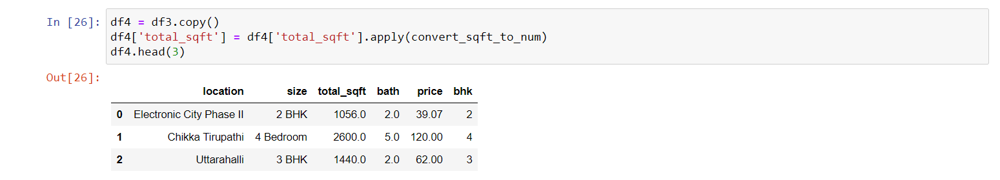 In [26]: df4 = df3.copy()
df4['total_sqft'] = df4['total_sqft'].apply(convert_sqft_to_num)
df4.head(3)
Out[26]:
location size total_sqft bath price bhk
0 Electronic City Phase II 2 BHK 1056.0 2.0 39.07 2
1 Chikka Tirupathi 4 Bedroom 2600.0 5.0 120.00 4
2 Uttarahalli 3 BHK 1440.0 2.0 62.00 3